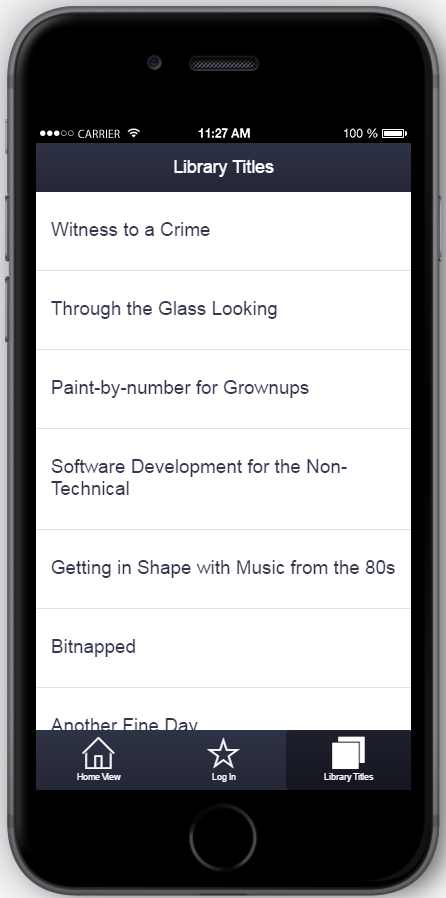 CARRIER 11:27 AM 100 %
Library Titles
Witness to a Crime
Through the Glass Looking
Paint-by-number for Grownups
Software Development for the Non-
Technical
Getting in Shape with Music from the 80s
Bitnapped
Another Fine Day
Home View Log In Library Titles